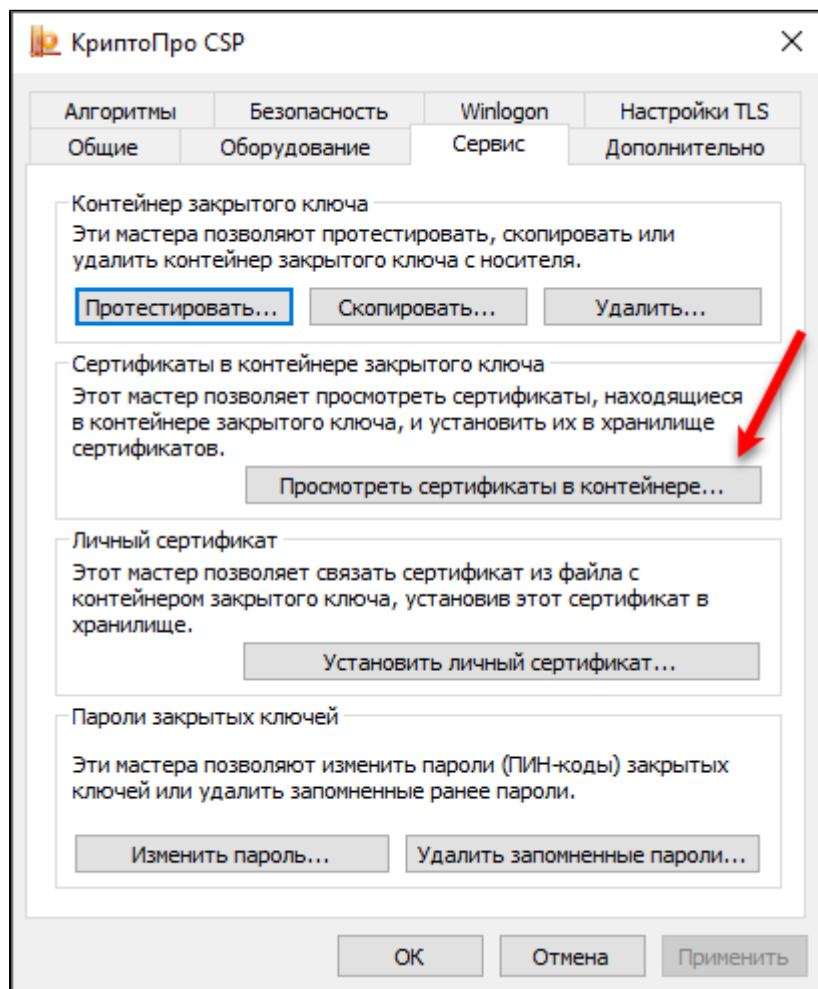 КриптоПро CSP
Алгоритмы Безопасность Winlogon Настройки TLS
Общие Оборудование Сервис Дополнительно
Контейнер закрытого ключа
Эти мастера позволяют протестировать, скопировать или
удалить контейнер закрытого ключа с носителя.
Протестировать... Скопировать... Удалить...
Сертификаты в контейнере закрытого ключа
Этот мастер позволяет просмотреть сертификаты, находящиеся
в контейнере закрытого ключа, и установить их в хранилище
сертификатов.
Просмотреть сертификаты в контейнере...
Личный сертификат
Этот мастер позволяет связать сертификат из файла с
контейнером закрытого ключа, установив этот сертификат в
хранилище.
Установить личный сертификат...
Пароли закрытых ключей
Эти мастера позволяют изменить пароли (ПИН-коды) закрытых
ключей или удалить запомненные ранее пароли.
Изменить пароль... Удалить запомненные пароли...
ОК Отмена Применить